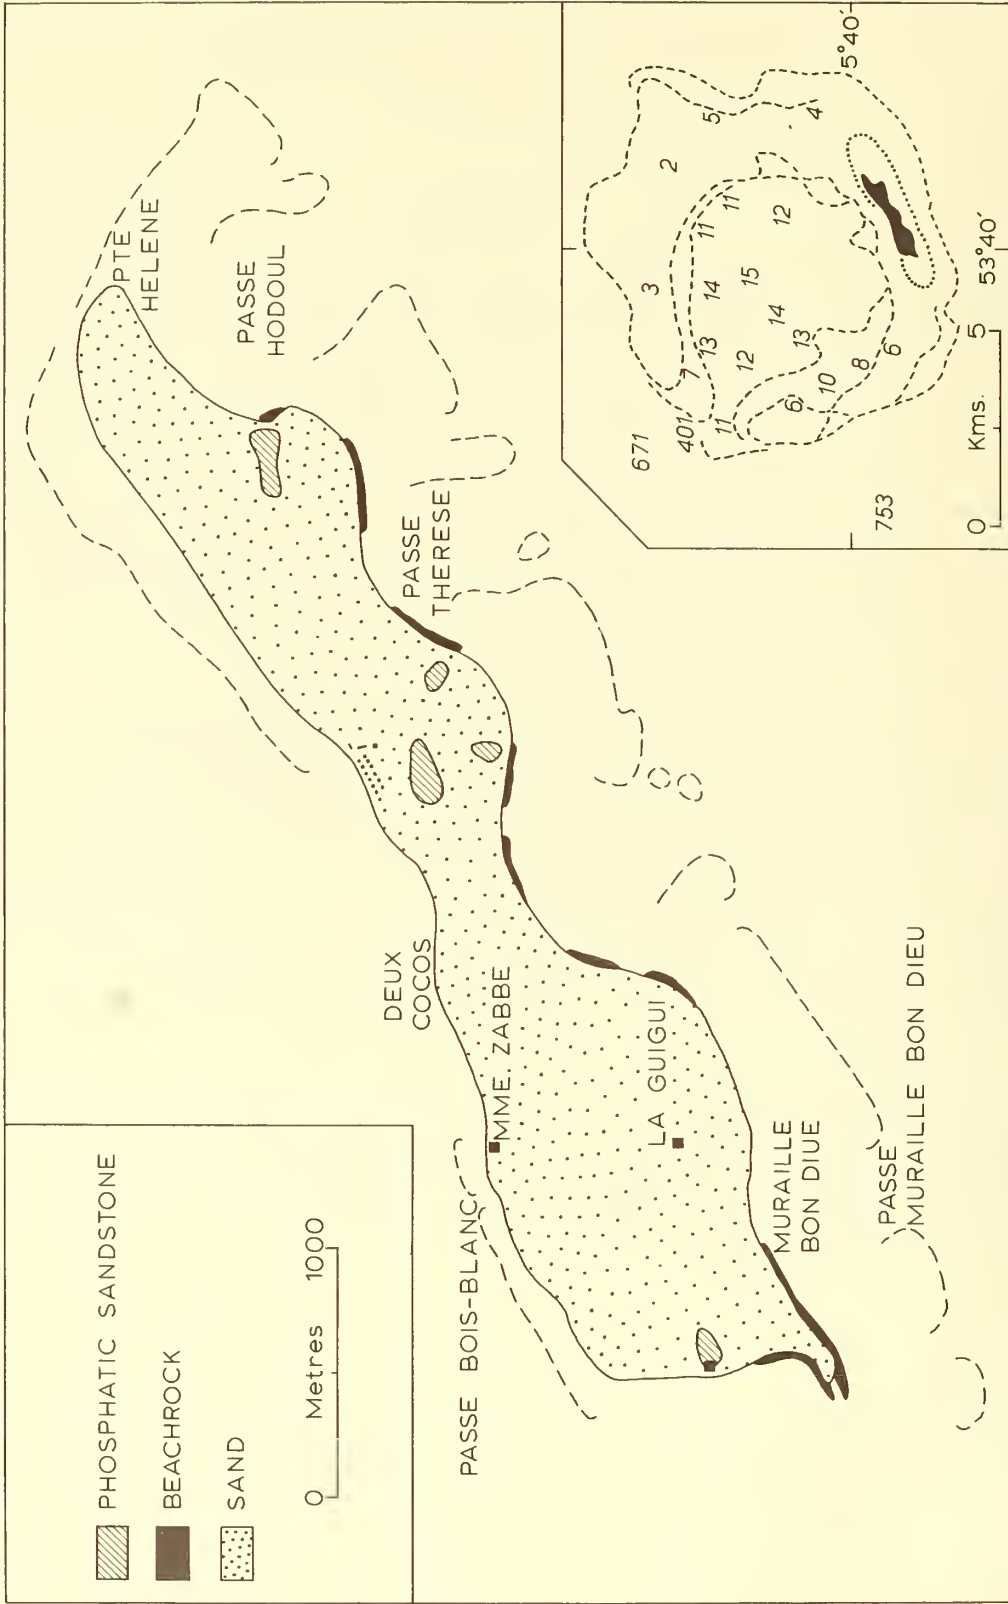 PHOSPHATIC SANDSTONE
BEACHROCK
SAND
0 Metres 1000
PTE
HELENE
PASSE
HODOUL
PASSE
THERESE
DEUX
COCOS
MME. ZABBE
PASSE BOIS-BLANC
LA GUIGUI
MURAILLE
BON DIUE
PASSE
MURAILLE BON DIEU
671
401
753
7
3
2
5
4
11
13
14
11
11
12
15
12
6
13
14
10
8
6
5°40′
53°40′
0 Kms. 5